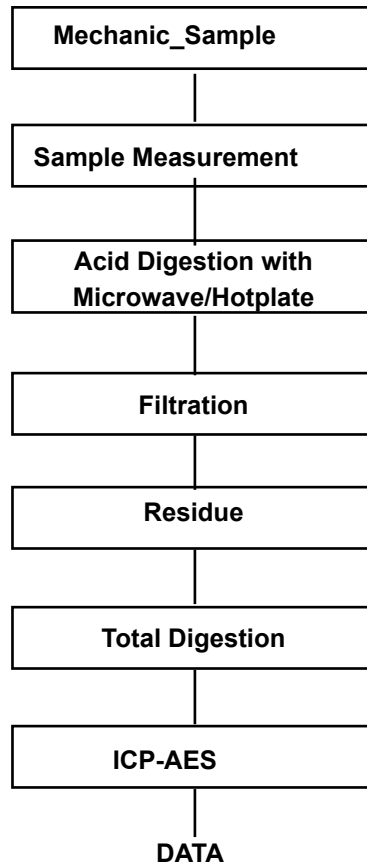 Mechanic_Sample
Sample Measurement
Acid Digestion with
Microwave/Hotplate
Filtration
Residue
Total Digestion
ICP-AES
DATA